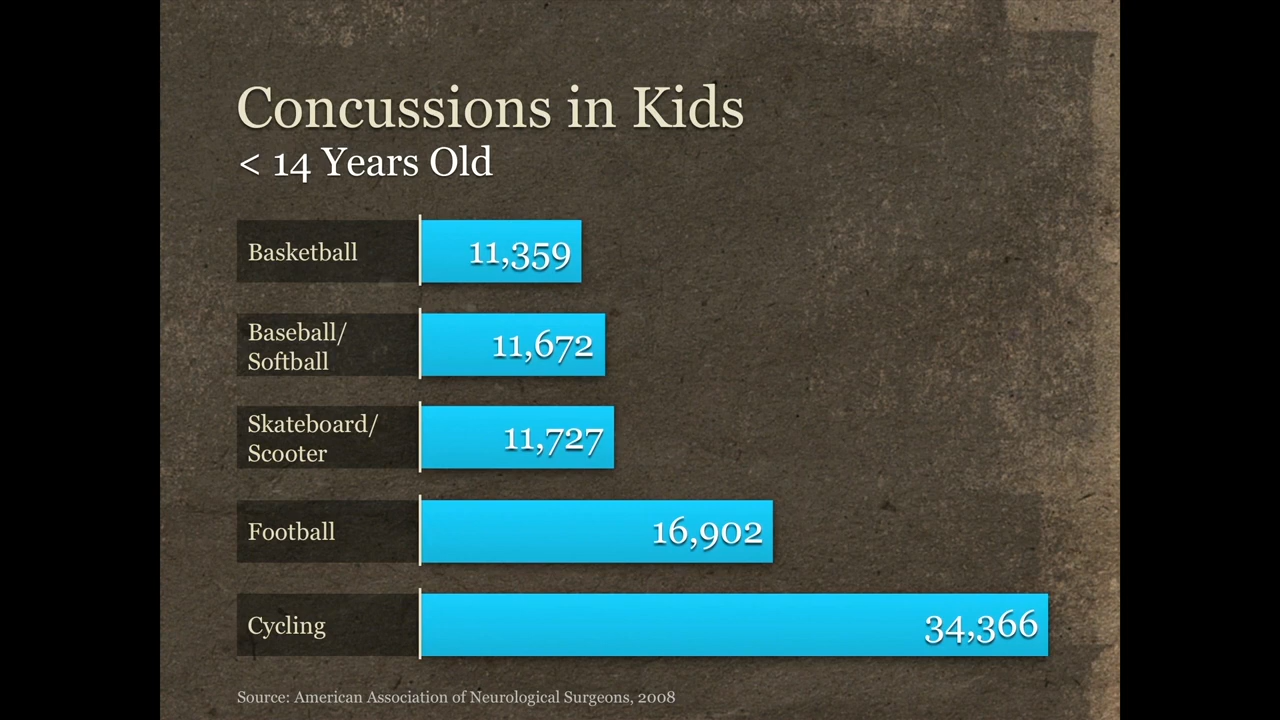 Concussions in Kids
< 14 Years Old
Basketball
11,359
Baseball/
Softball
11,672
Skateboard/
Scooter
11,727
Football
16,902
Cycling
34,366
Source: American Association of Neurological Surgeons, 2008